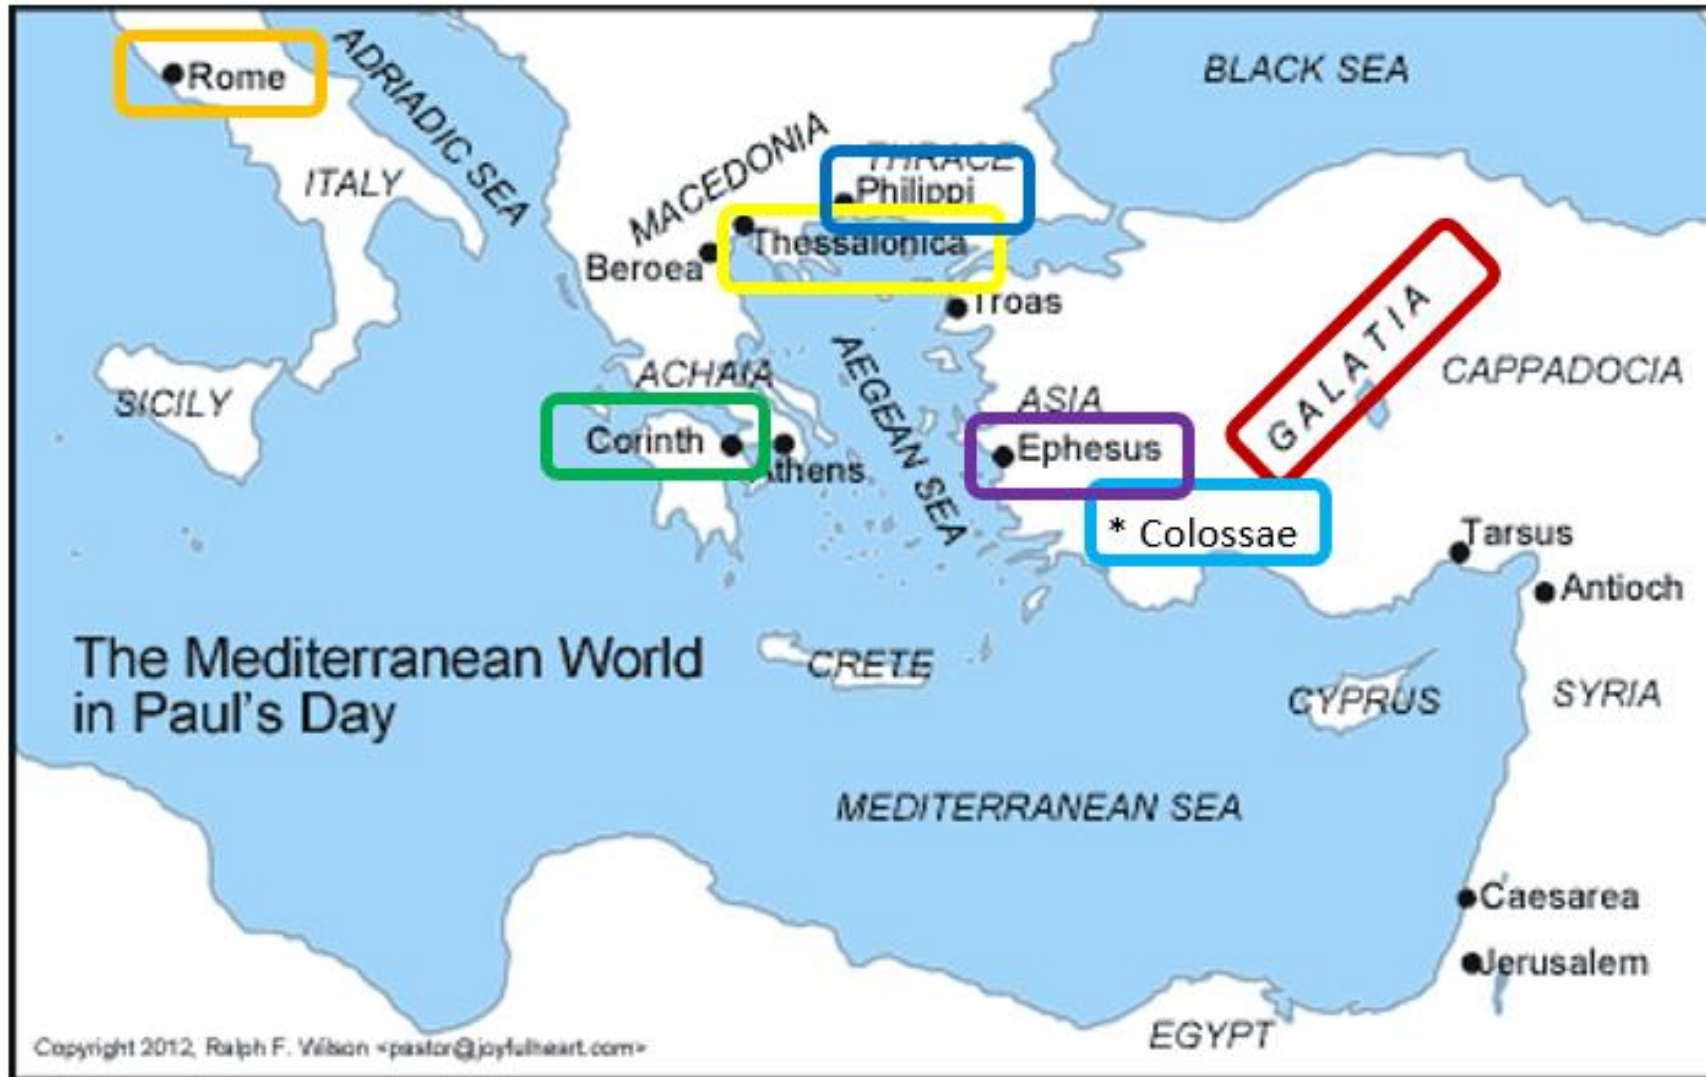 Rome
ADRIADIC SEA
BLACK SEA
ITALY
MACEDONIA
THRACE
Philippi
Thessalonica
Beroea
Troas
GALATIA
SICILY
ACHAIA
AEGEAN SEA
ASIA
CAPPADOCIA
Corinth
Athens
Ephesus
* Colossae
Tarsus
Antioch
The Mediterranean World
in Paul's Day
CRETE
CYPRUS
SYRIA
MEDITERRANEAN SEA
Caesarea
Jerusalem
EGYPT
Copyright 2012, Ralph F. Wilson <pastor@joyfulheart.com>